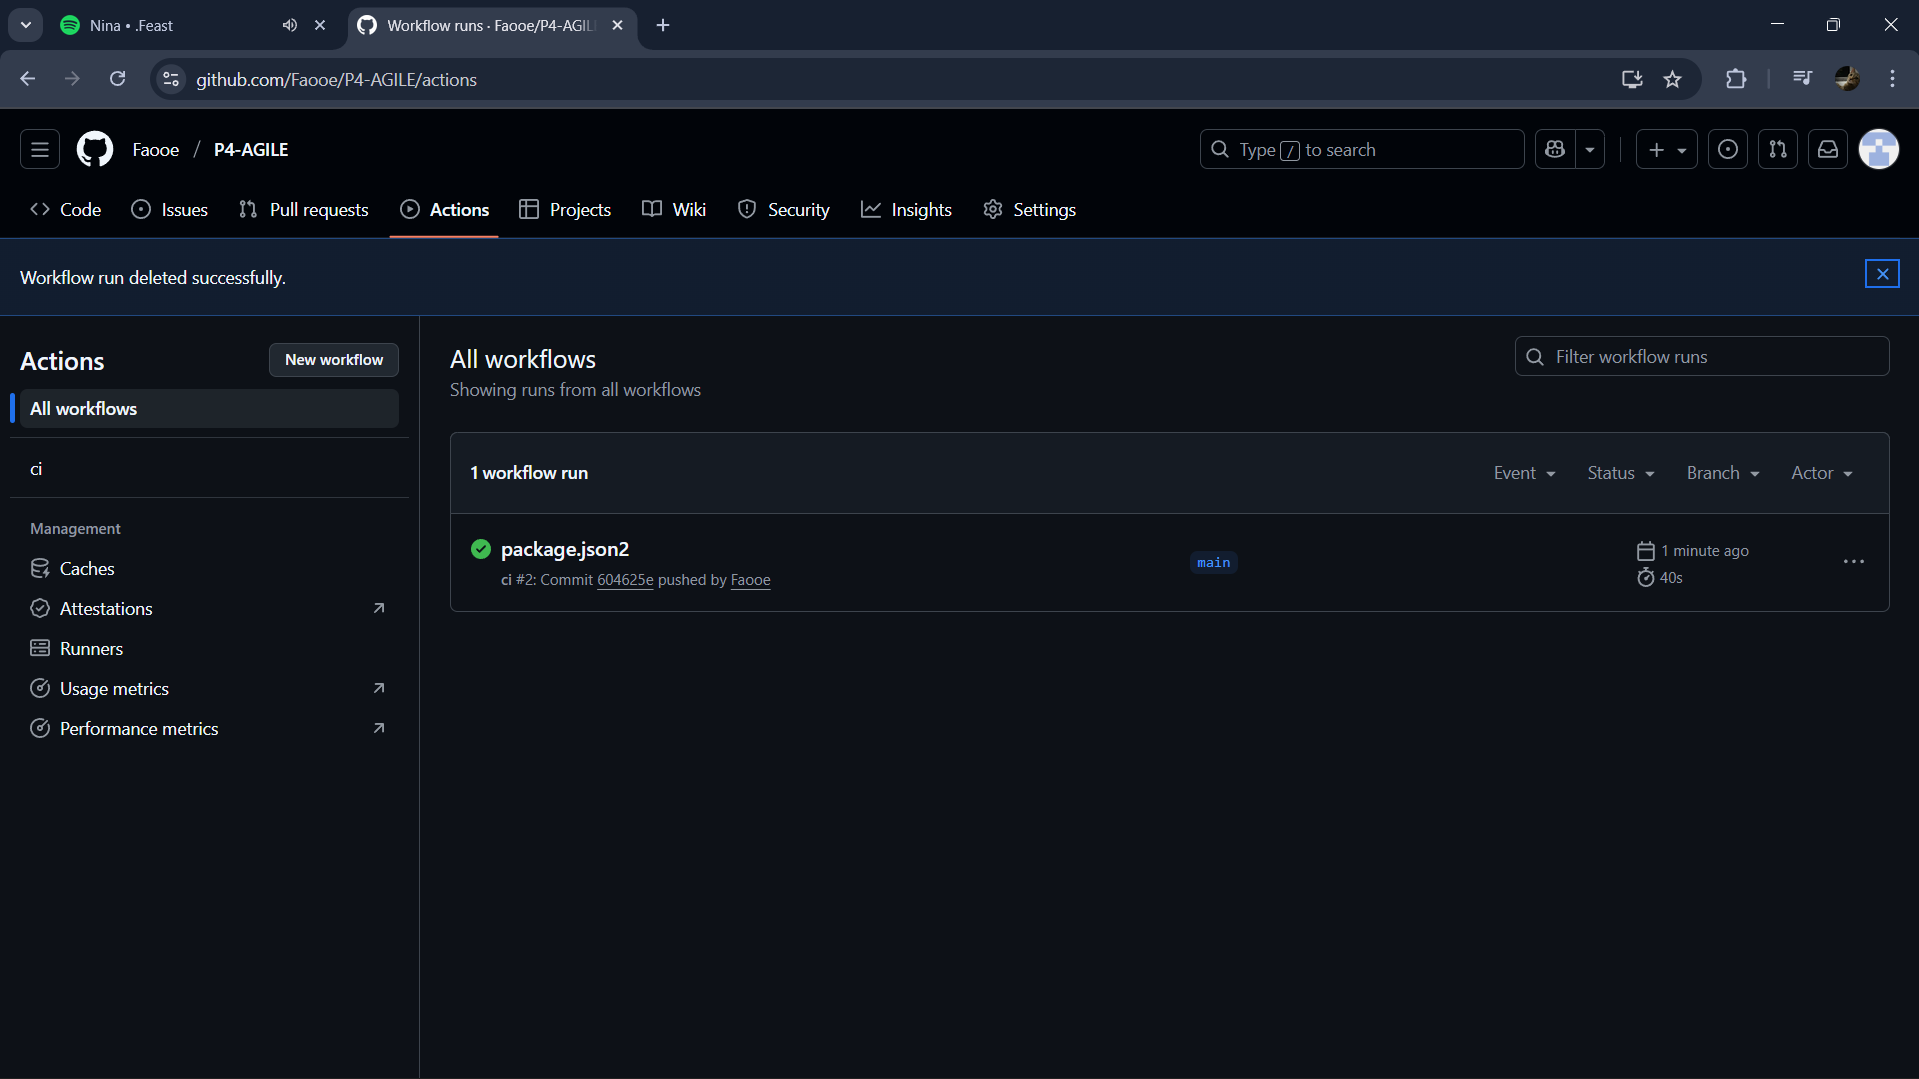 Nina • .Feast
Workflow runs · Faooe/P4-AGIL
github.com/Faooe/P4-AGILE/actions
Faooe / P4-AGILE
Type / to search
Code
Issues
Pull requests
Actions
Projects
Wiki
Security
Insights
Settings
Workflow run deleted successfully.
Actions
New workflow
All workflows
ci
Management
Caches
Attestations
Runners
Usage metrics
Performance metrics
All workflows
Showing runs from all workflows
Filter workflow runs
1 workflow run
Event
Status
Branch
Actor
package.json2
ci #2: Commit 604625e pushed by Faooe
main
1 minute ago
40s